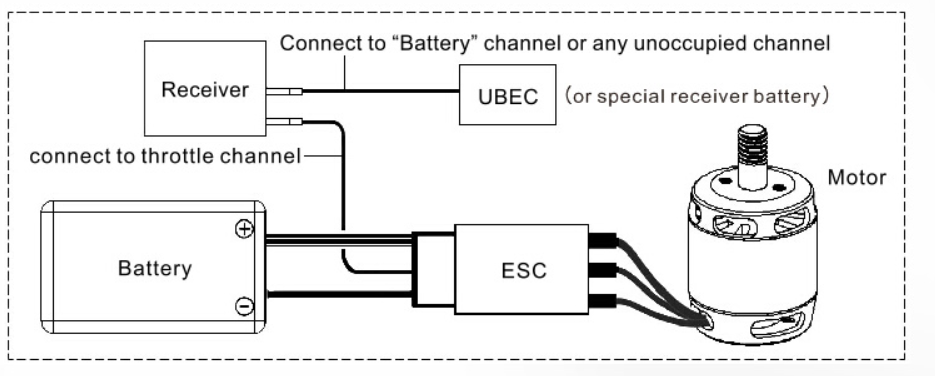 Connect to “Battery” channel or any unoccupied channel
Receiver
UBEC
(or special receiver battery)
connect to throttle channel
Motor
Battery
+
−
ESC